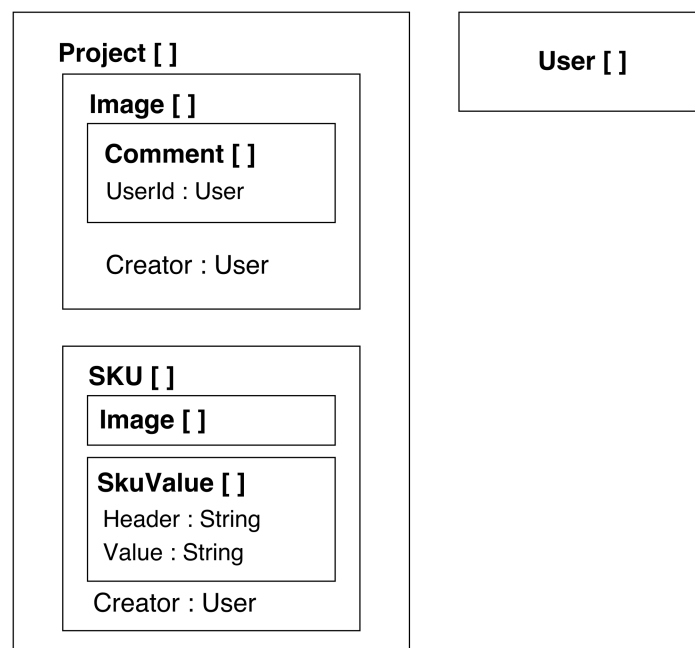 Project [ ]
Image [ ]
Comment [ ]
UserId : User
Creator : User
SKU [ ]
Image [ ]
SkuValue [ ]
Header : String
Value : String
Creator : User
User [ ]